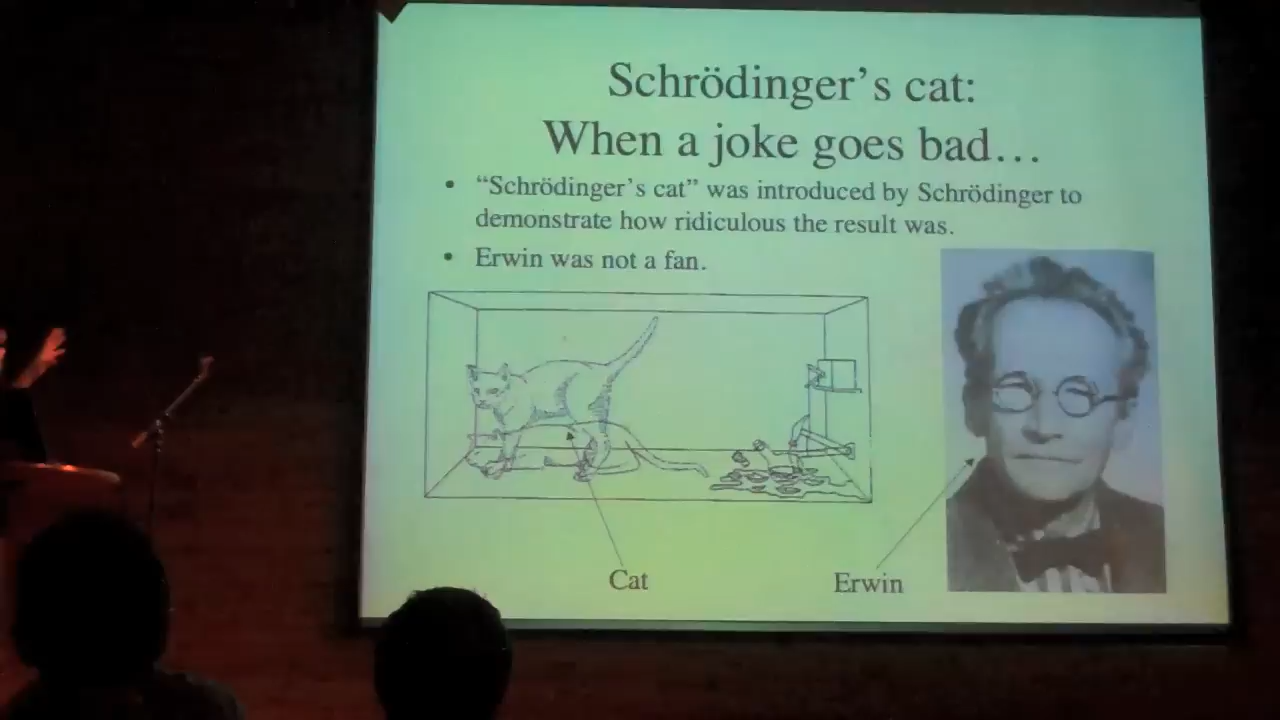 Schrödinger's cat:
When a joke goes bad…
• “Schrödinger's cat” was introduced by Schrödinger to
demonstrate how ridiculous the result was.
• Erwin was not a fan.
Cat
Erwin